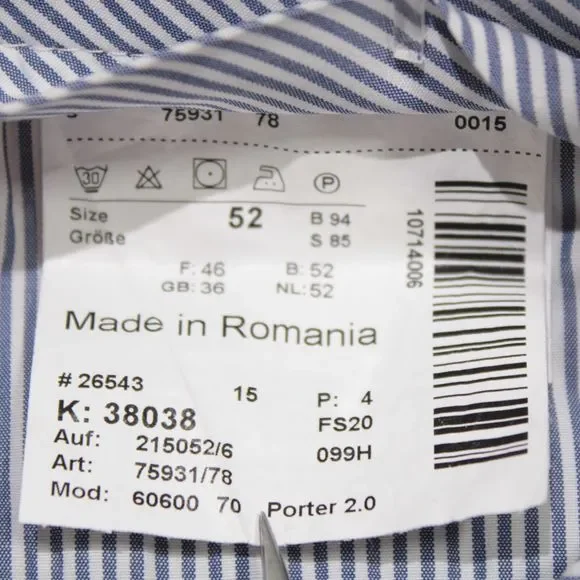 75931 78 0015
30 P
Size 52 B 94
Größe S 85
F: 46 B: 52
GB: 36 NL: 52
10714006
Made in Romania
# 26543 15 P: 4
K: 38038 FS20
Auf: 215052/6 099H
Art: 75931/78
Mod: 60600 70 Porter 2.0